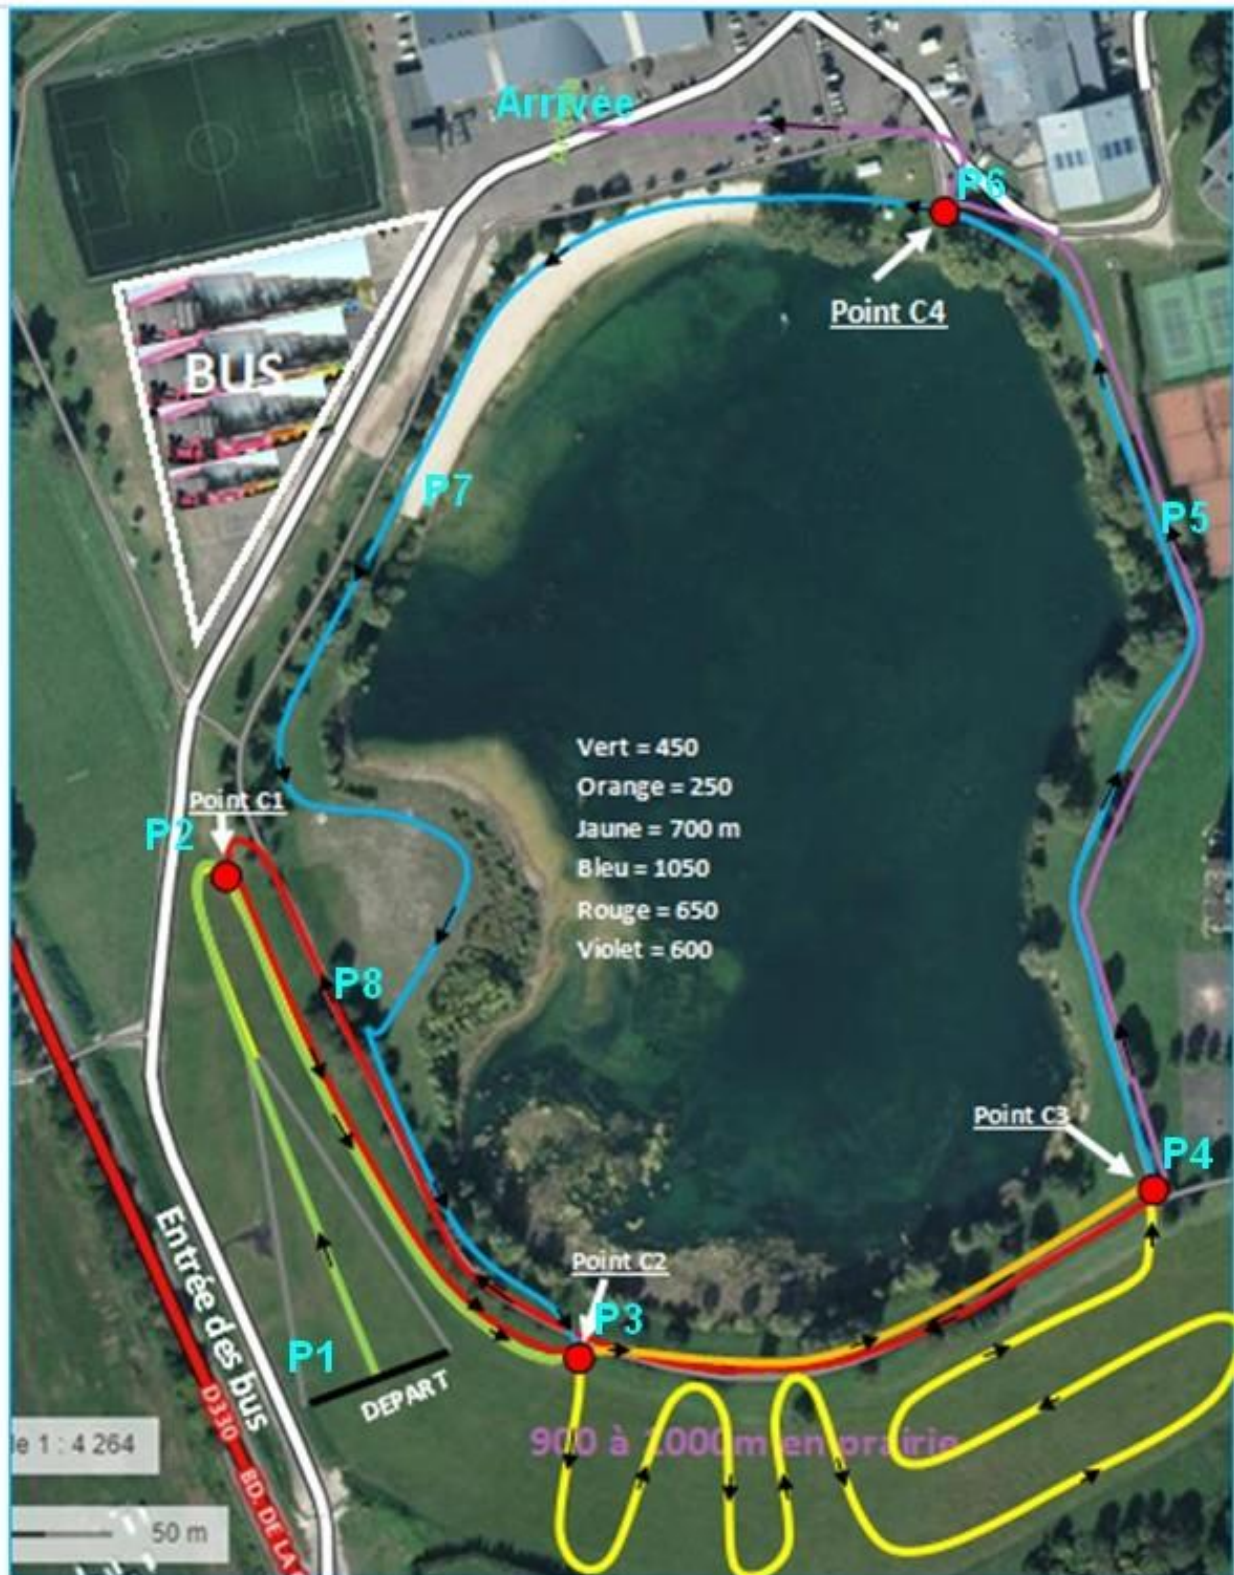 Arrivée
P6
Point C4
BUS
P7
P5
Vert = 450
Orange = 250
Jaune = 700 m
Bleu = 1050
Rouge = 650
Violet = 600
Point C1
P2
P8
Point C3
P4
Point C2
P3
P1
DEPART
Entrée des bus
D330
BD. DE LA
900 à 1000m en prairie
le 1 : 4 264
50 m